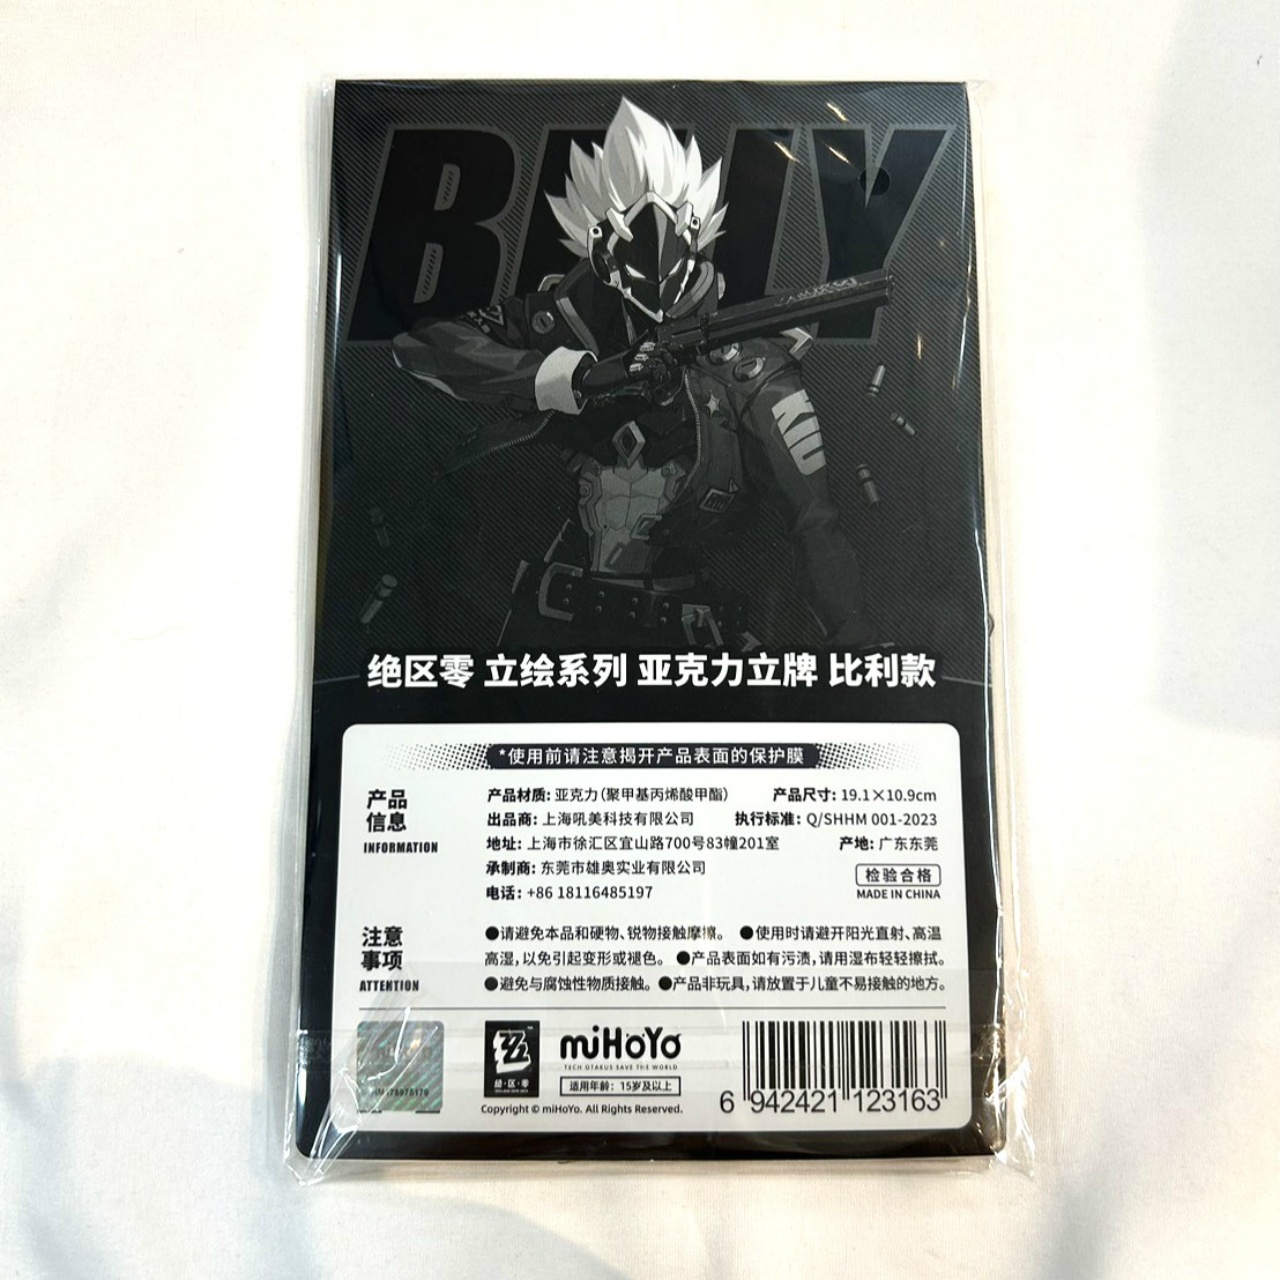 BILLY
KIU
绝区零 立绘系列 亚克力立牌 比利款
*使用前请注意揭开产品表面的保护膜
产品信息
INFORMATION
产品材质: 亚克力(聚甲基丙烯酸甲酯) 产品尺寸: 19.1×10.9cm
出品商: 上海吼美科技有限公司 执行标准: Q/SHHM 001-2023
地址: 上海市徐汇区宜山路700号83幢201室 产地: 广东东莞
承制商: 东莞市雄奥实业有限公司 检验合格
电话: +86 18116485197 MADE IN CHINA
注意事项
ATTENTION
●请避免本品和硬物、锐物接触摩擦。 ●使用时请避开阳光直射、高温
高湿,以免引起变形或褪色。 ●产品表面如有污渍,请用湿布轻轻擦拭。
●避免与腐蚀性物质接触。●产品非玩具,请放置于儿童不易接触的地方。
绝·区·零
miHoYo
TECH OTAKUS SAVE THE WORLD
适用年龄: 15岁及以上
Copyright © miHoYo. All Rights Reserved.
6 942421 123163